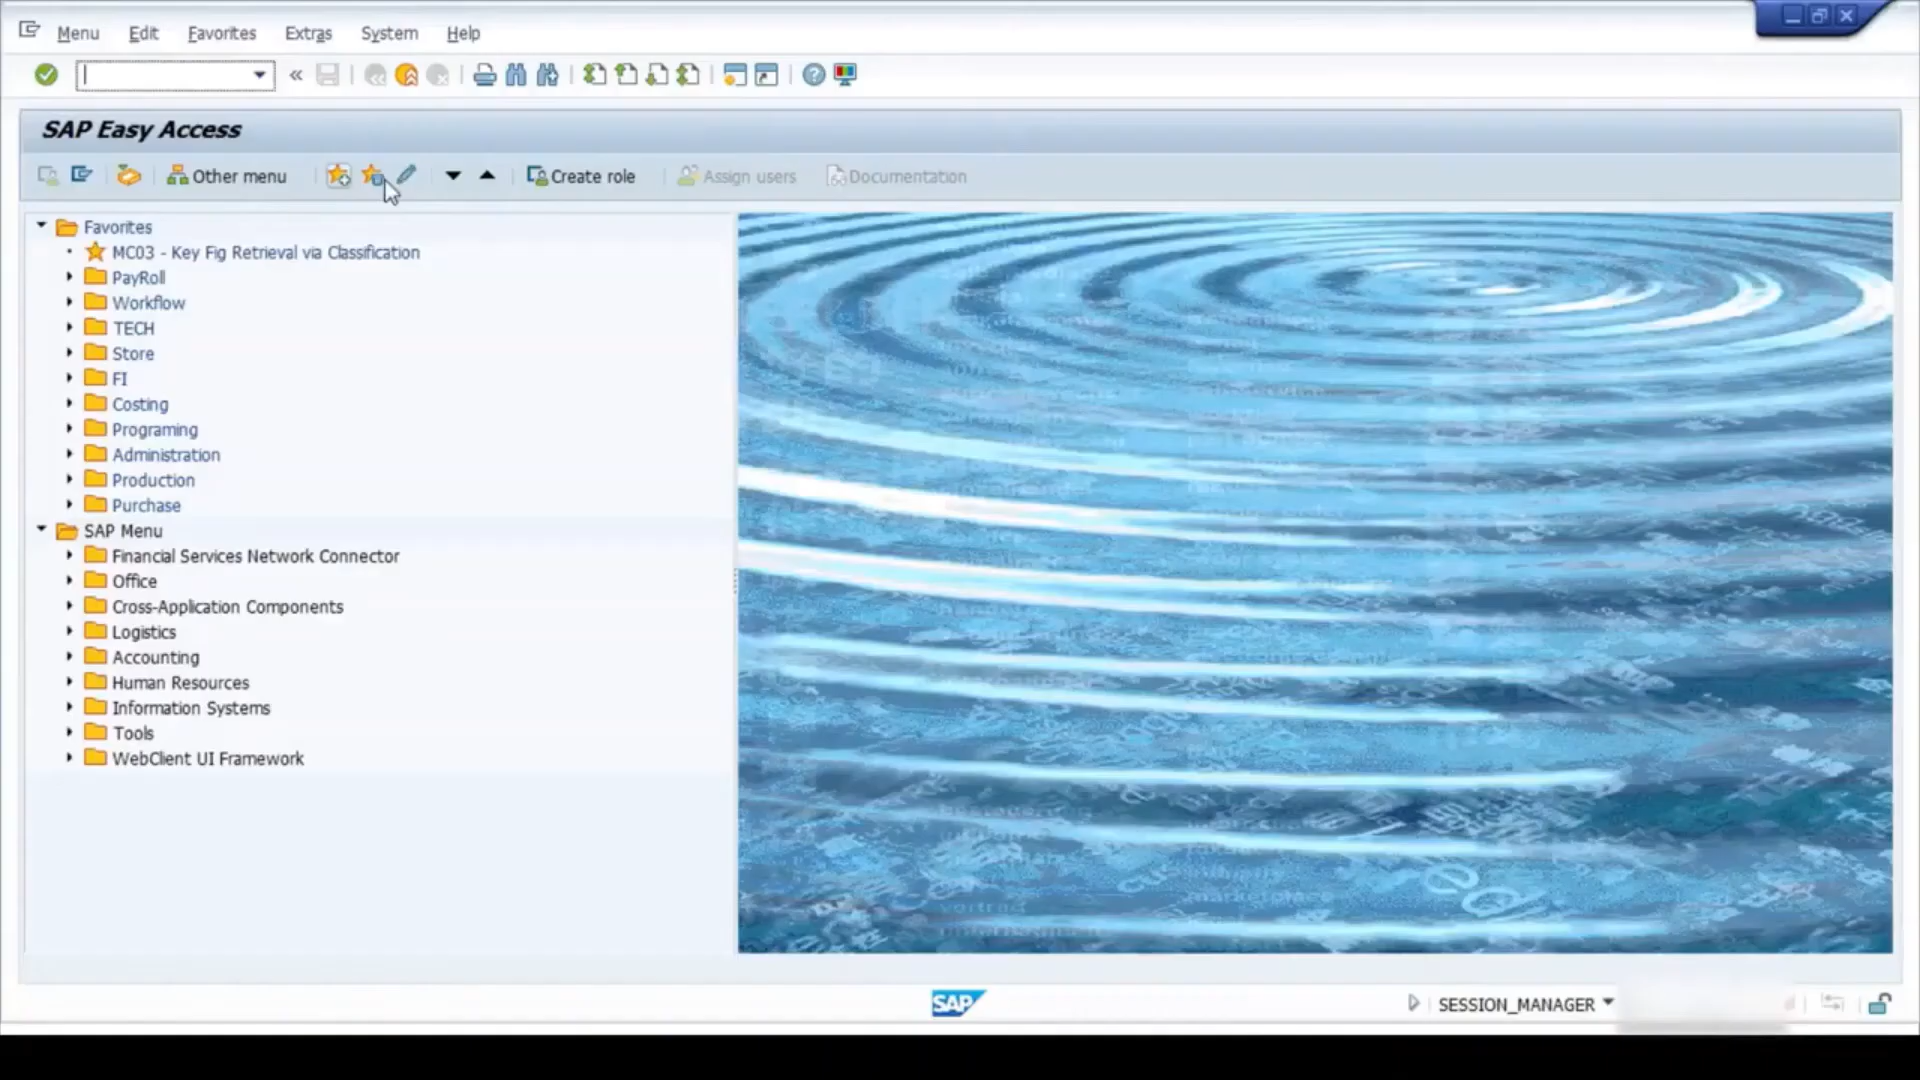 Menu Edit Favorites Extras System Help
SAP Easy Access
Other menu Create role Assign users Documentation
Favorites
MC03 - Key Fig Retrieval via Classification
PayRoll
Workflow
TECH
Store
FI
Costing
Programing
Administration
Production
Purchase
SAP Menu
Financial Services Network Connector
Office
Cross-Application Components
Logistics
Accounting
Human Resources
Information Systems
Tools
WebClient UI Framework
SAP SESSION_MANAGER